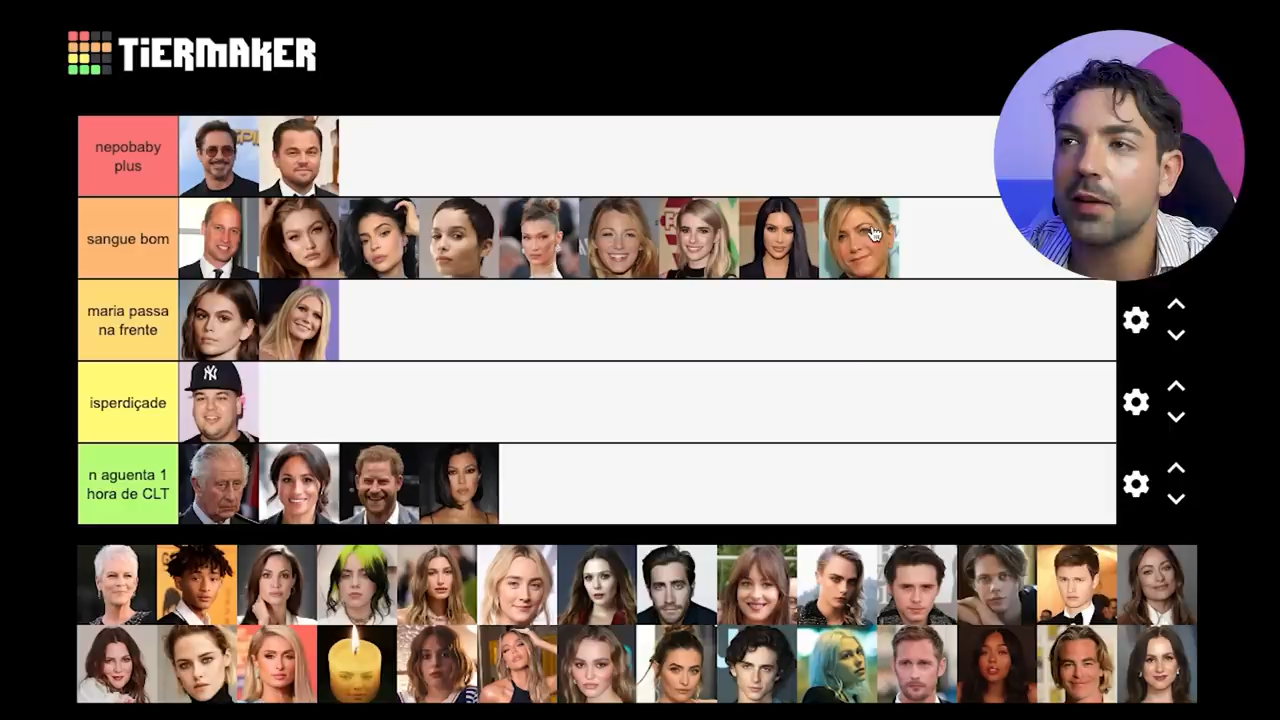 TiERMAKER
nepobaby
plus
sangue bom
maria passa
na frente
isperdiçade
n aguenta 1
hora de CLT